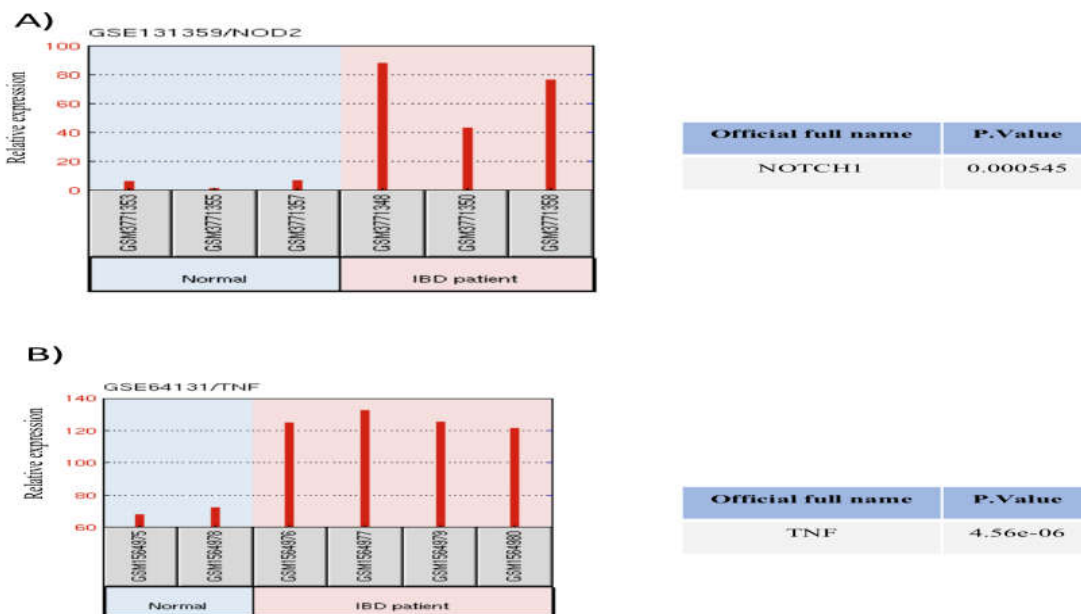 A)
GSE131359/NOD2
Relative expression
100
80
60
40
20
0
GSM3771353
GSM3771355
GSM3771357
GSM3771348
GSM3771350
GSM3771358
Normal
IBD patient
Official full name
P.Value
NOTCH1
0.000545
B)
GSE64131/TNF
Relative expression
140
120
100
80
60
GSM1564975
GSM1564978
GSM1564976
GSM1564977
GSM1564979
GSM1564980
Normal
IBD patient
Official full name
P.Value
TNF
4.56e-06